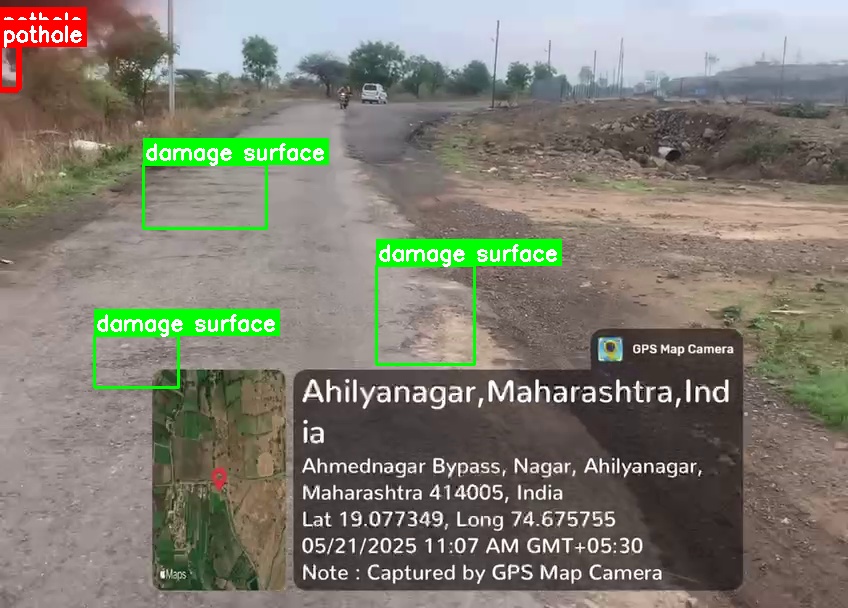 pothole
pothole
damage surface
damage surface
damage surface
GPS Map Camera
Ahilyanagar,Maharashtra,Ind
ia
Ahmednagar Bypass, Nagar, Ahilyanagar,
Maharashtra 414005, India
Lat 19.077349, Long 74.675755
05/21/2025 11:07 AM GMT+05:30
Note : Captured by GPS Map Camera
Maps